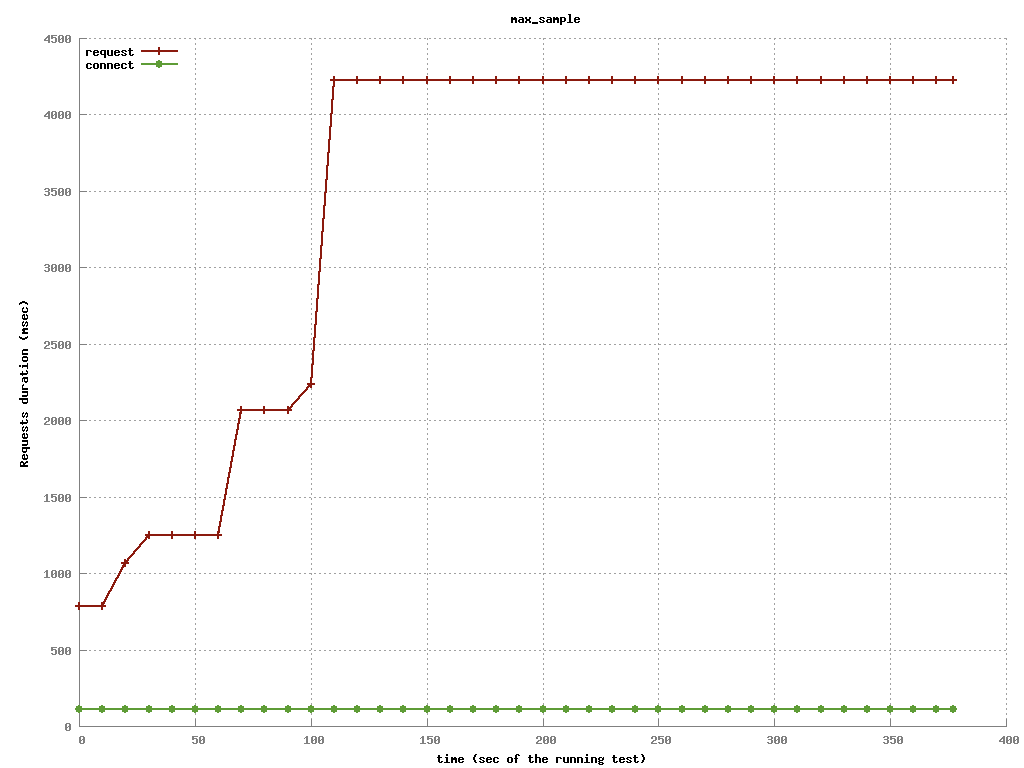 max_sample
request
connect
4500
4000
3500
3000
2500
2000
1500
1000
500
0
Requests duration (msec)
0 50 100 150 200 250 300 350 400
time (sec of the running test)